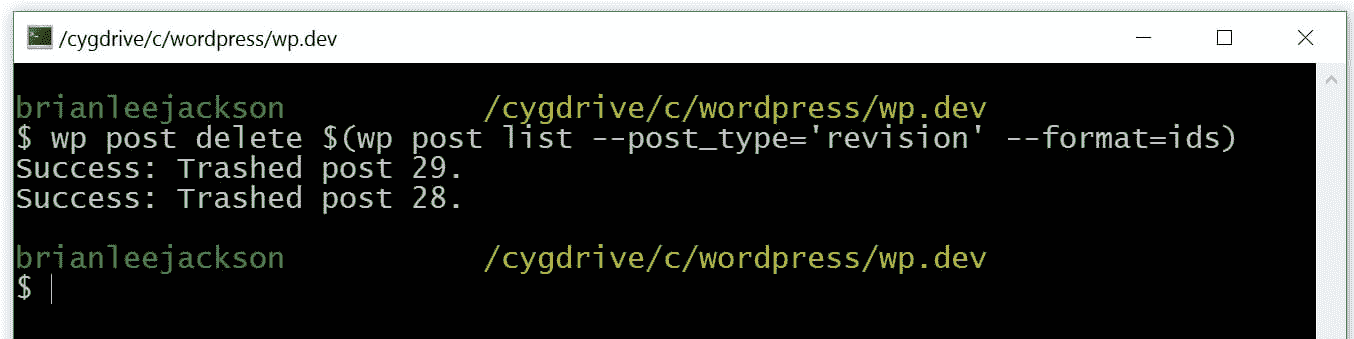 /cygdrive/c/wordpress/wp.dev
brianleejackson /cygdrive/c/wordpress/wp.dev
$ wp post delete $(wp post list --post_type='revision' --format=ids)
Success: Trashed post 29.
Success: Trashed post 28.
brianleejackson /cygdrive/c/wordpress/wp.dev
$